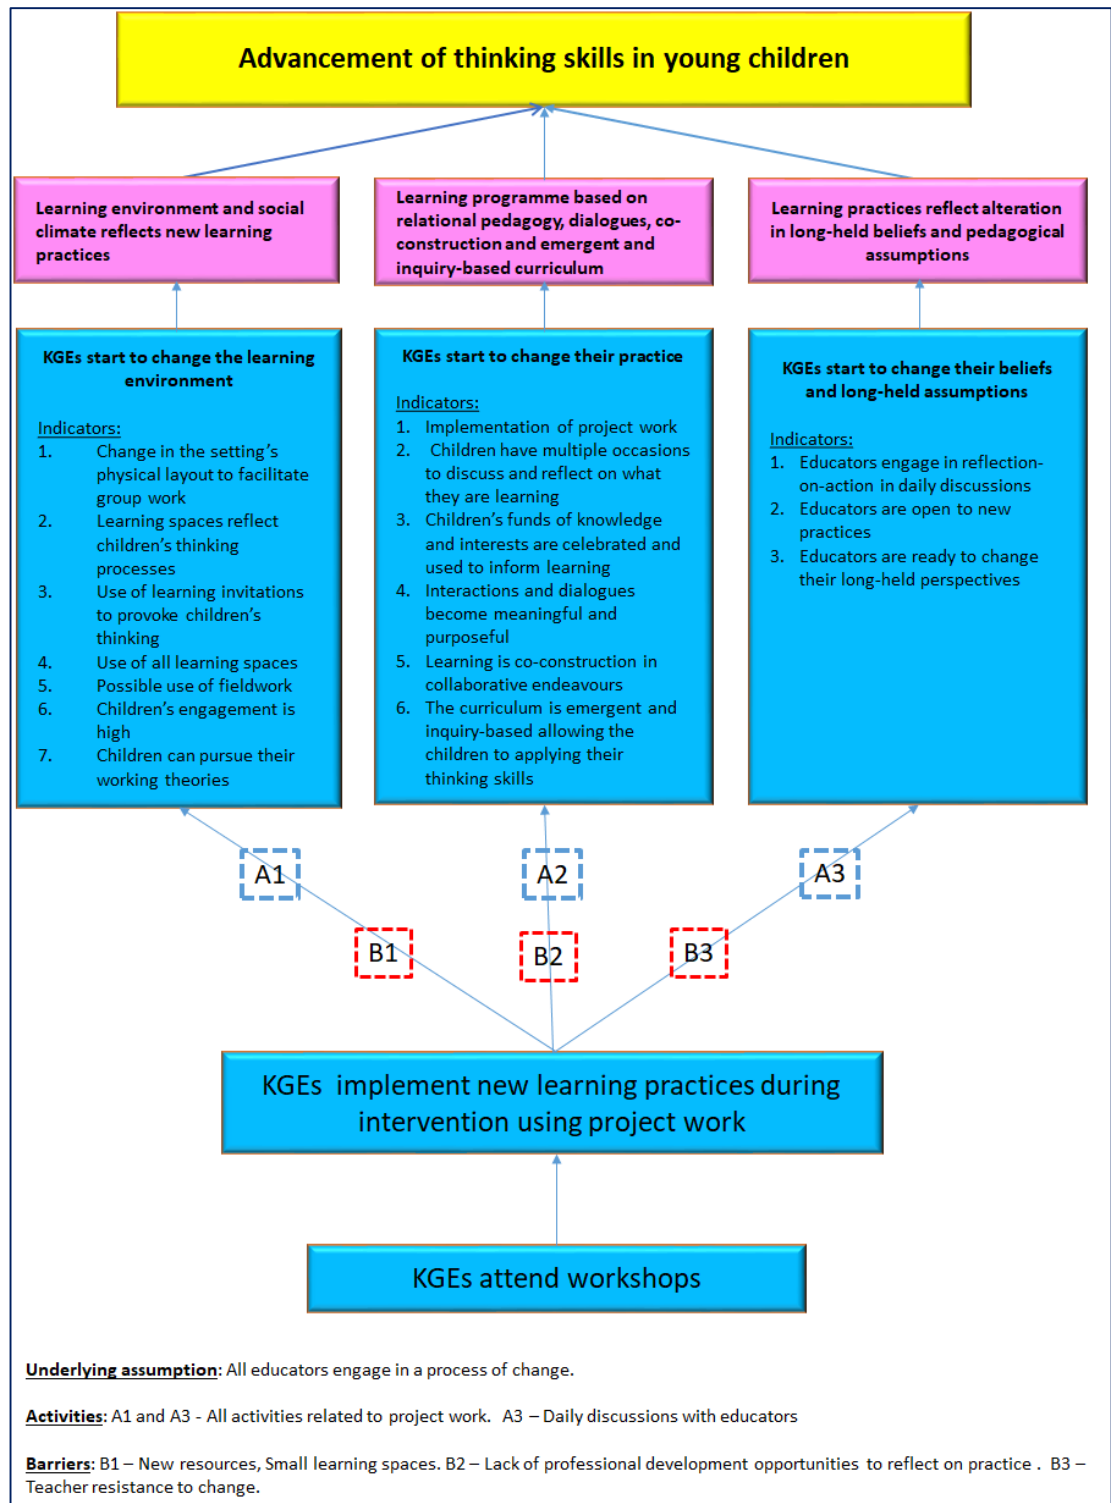 Advancement of thinking skills in young children
Learning environment and social
climate reflects new learning
practices
Learning programme based on
relational pedagogy, dialogues, co-
construction and emergent and
inquiry-based curriculum
Learning practices reflect alteration
in long-held beliefs and pedagogical
assumptions
KGEs start to change the learning
environment
Indicators:
1. Change in the setting's
physical layout to facilitate
group work
2. Learning spaces reflect
children's thinking
processes
3. Use of learning invitations
to provoke children's
thinking
4. Use of all learning spaces
5. Possible use of fieldwork
6. Children's engagement is
high
7. Children can pursue their
working theories
KGEs start to change their practice
Indicators:
1. Implementation of project work
2. Children have multiple occasions
to discuss and reflect on what
they are learning
3. Children's funds of knowledge
and interests are celebrated and
used to inform learning
4. Interactions and dialogues
become meaningful and
purposeful
5. Learning is co-construction in
collaborative endeavours
6. The curriculum is emergent and
inquiry-based allowing the
children to applying their
thinking skills
KGEs start to change their beliefs
and long-held assumptions
Indicators:
1. Educators engage in reflection-
on-action in daily discussions
2. Educators are open to new
practices
3. Educators are ready to change
their long-held perspectives
A1
A2
A3
B1
B2
B3
KGEs implement new learning practices during
intervention using project work
KGEs attend workshops
Underlying assumption: All educators engage in a process of change.
Activities: A1 and A3 - All activities related to project work. A3 – Daily discussions with educators
Barriers: B1 – New resources, Small learning spaces. B2 – Lack of professional development opportunities to reflect on practice . B3 –
Teacher resistance to change.